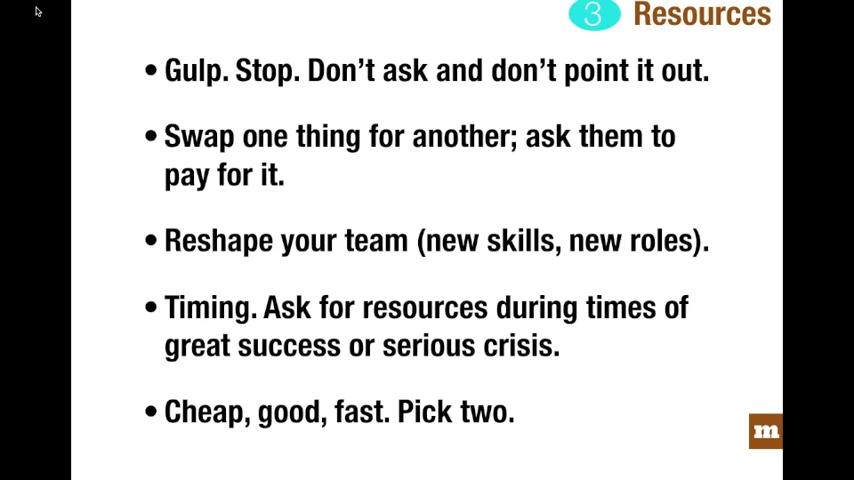 3 Resources
• Gulp. Stop. Don't ask and don't point it out.
• Swap one thing for another; ask them to
pay for it.
• Reshape your team (new skills, new roles).
• Timing. Ask for resources during times of
great success or serious crisis.
• Cheap, good, fast. Pick two.
m